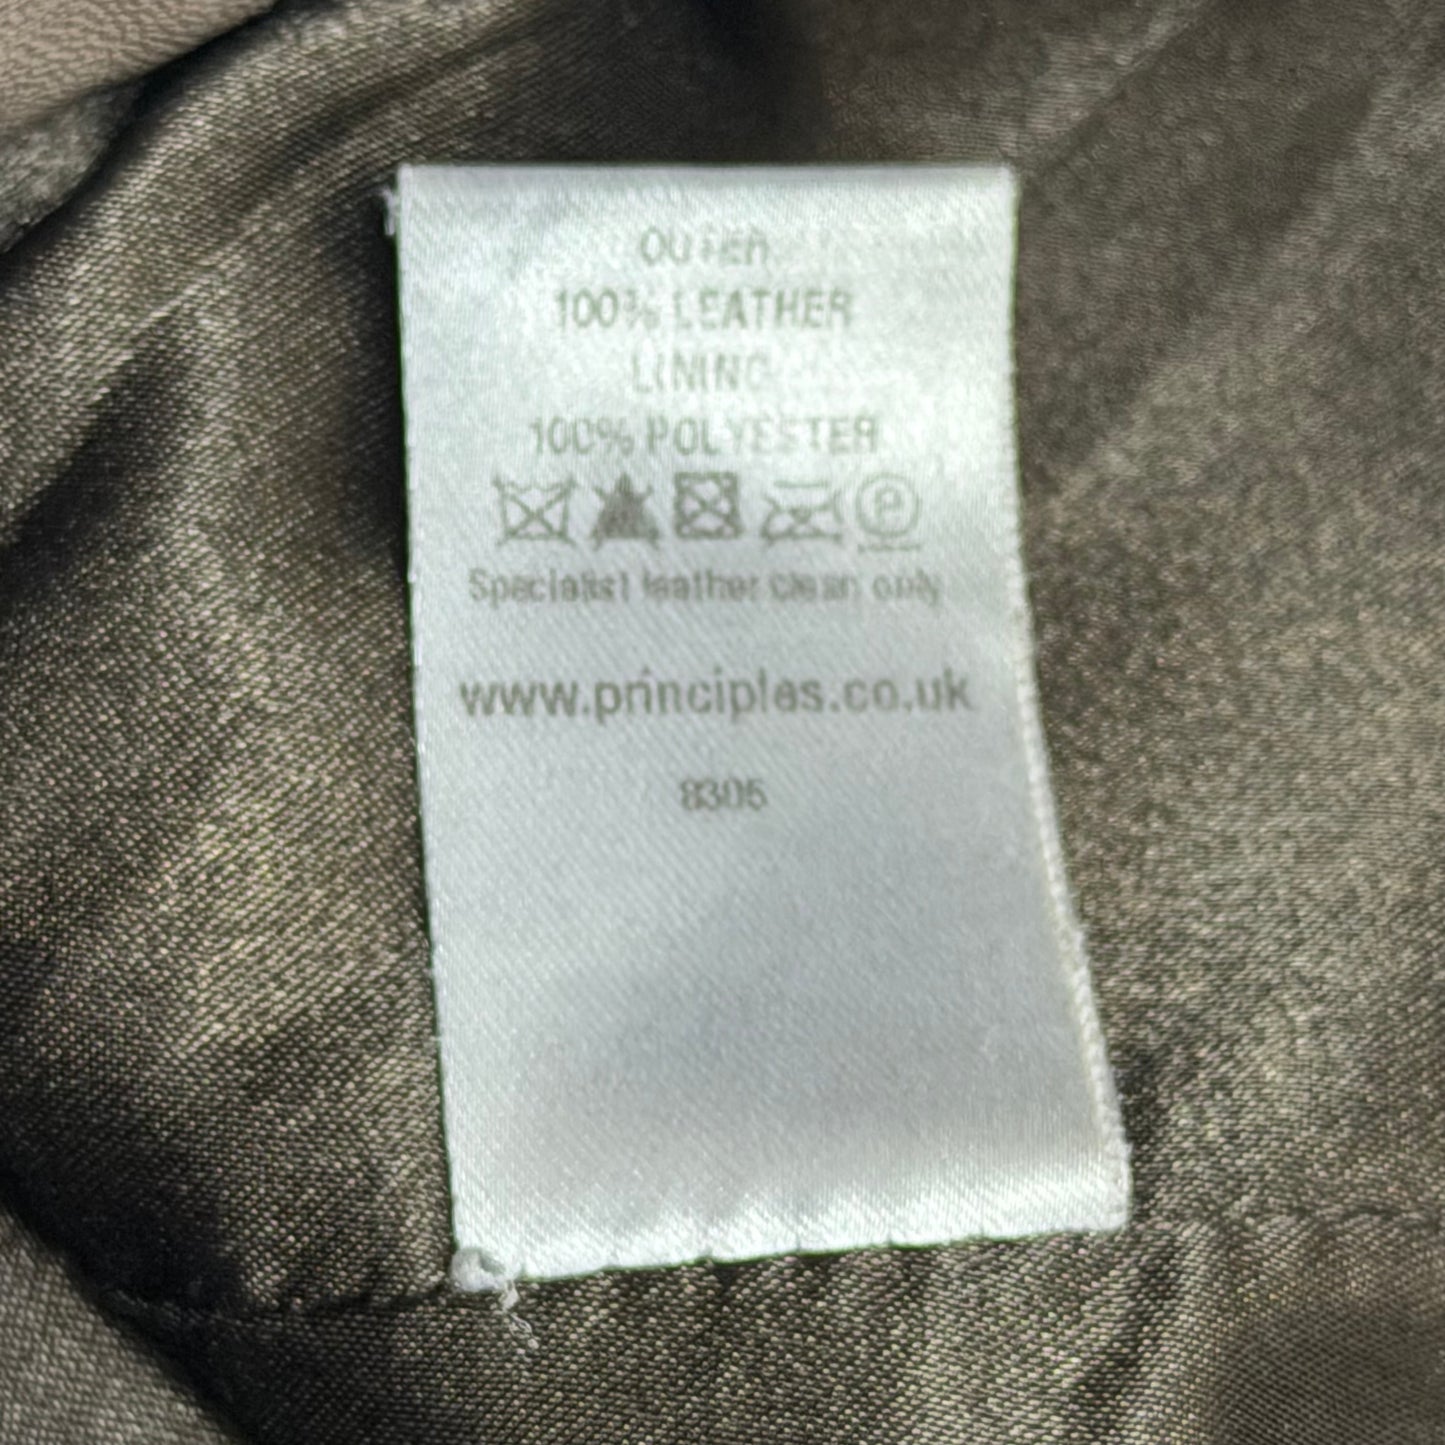 OUTER
100% LEATHER
LINING
100% POLYESTER
P
Specialist leather clean only
www.principles.co.uk
8305